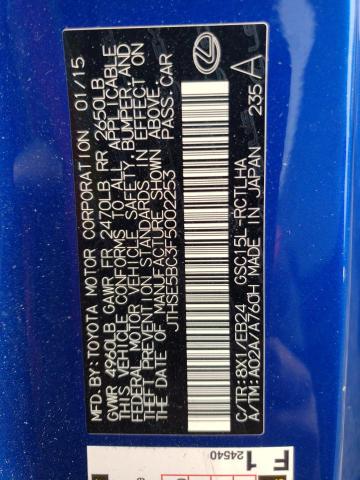 MFD.BY: TOYOTA MOTOR CORPORATION 01/15
GVWR 4960LB GAWR FR 2470LB RR 2650LB
THIS VEHICLE CONFORMS TO ALL APPLICABLE
FEDERAL MOTOR VEHICLE SAFETY, BUMPER, AND
THEFT PREVENTION STANDARDS IN EFFECT ON
THE DATE OF MANUFACTURE SHOWN ABOVE.
JTHSE5BC3F5002253 PASS.CAR
C/TR: 8X1/EB24 GSC15L-RCTLHA
A/TM: A02A/A760H MADE IN JAPAN 235 A
F1
24540